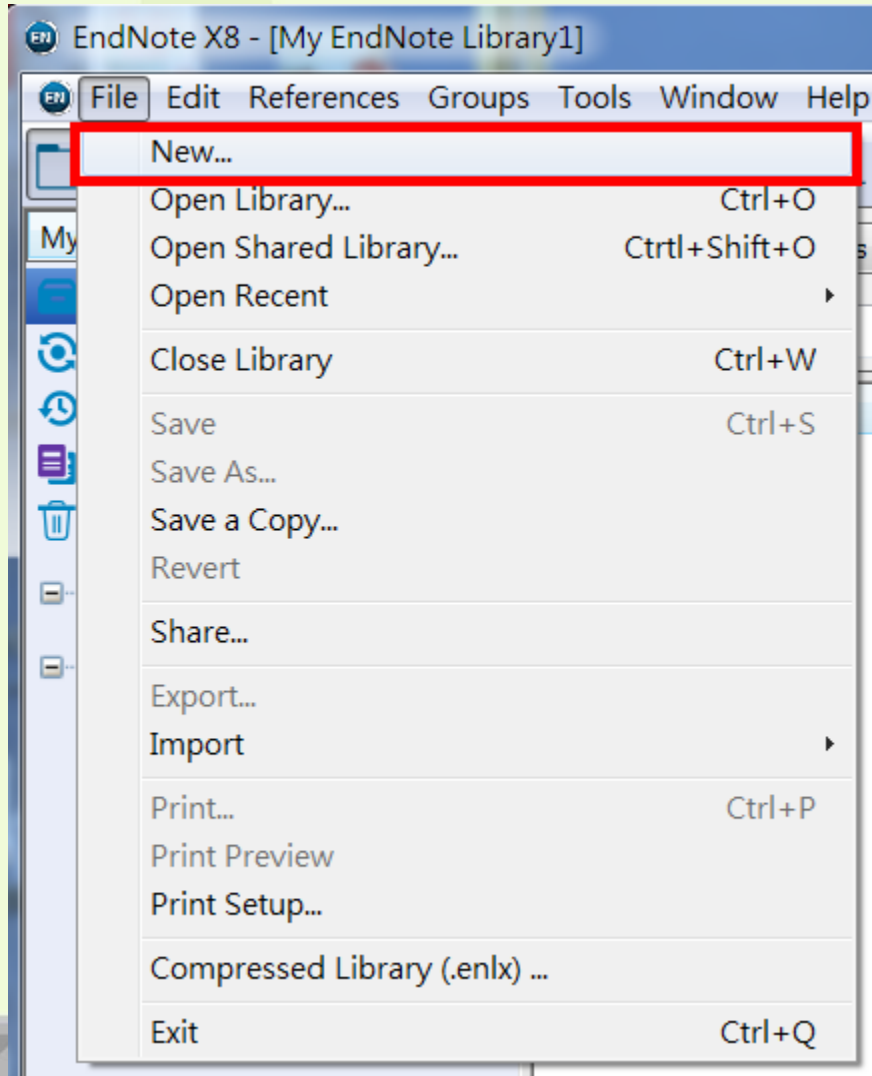 EndNote X8 - [My EndNote Library1]
File Edit References Groups Tools Window Help
New...
Open Library... Ctrl+O
My
Open Shared Library... Ctrtl+Shift+O
s
Open Recent
Close Library Ctrl+W
Save Ctrl+S
Save As...
Save a Copy...
Revert
Share...
Export...
Import
Print... Ctrl+P
Print Preview
Print Setup...
Compressed Library (.enlx) ...
Exit Ctrl+Q